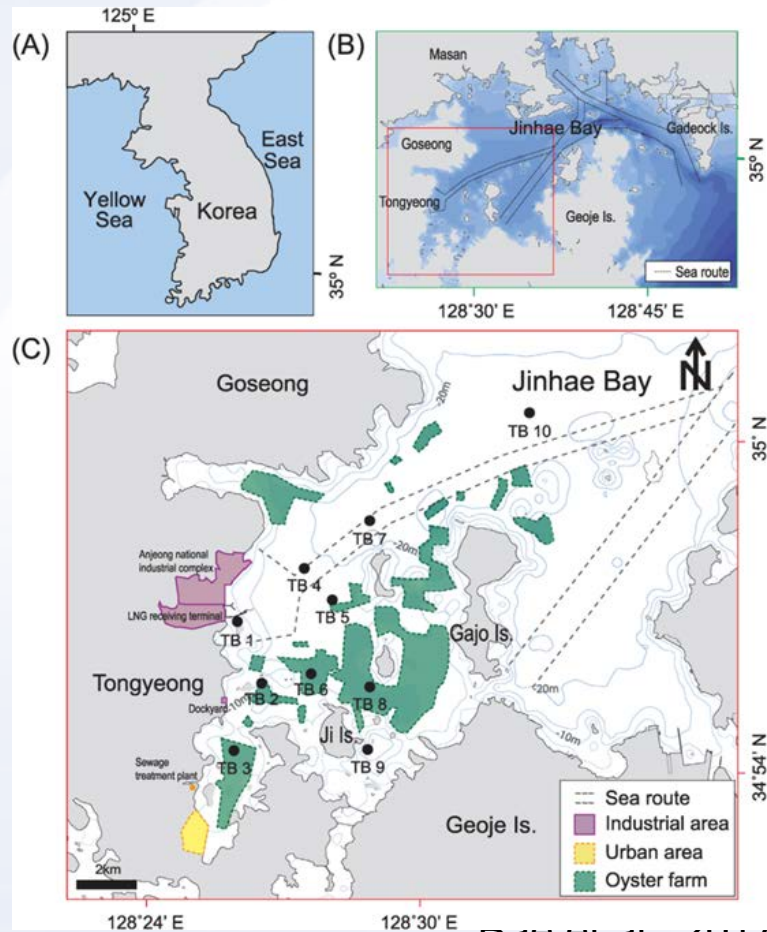 125° E
(A)
East
Sea
Yellow
Sea
Korea
35° N
(B)
Masan
Jinhae Bay
Gadeock Is.
Goseong
Tongyeong
Geoje Is.
Sea route
35° N
128°30' E
128°45' E
(C)
Goseong
Jinhae Bay
N
-20m
TB 10
35° N
TB 7
-20m
Anjeong national
industrial complex
TB 4
TB 5
LNG receiving terminal
TB 1
Gajo Is.
Tongyeong
TB 2
TB 6
TB 8
-20m
Dockyard
-10m
Ji Is.
-10m
TB 3
TB 9
Sewage
treatment plant
34°54' N
Geoje Is.
Sea route
Industrial area
Urban area
Oyster farm
2km
128°24' E
128°30' E